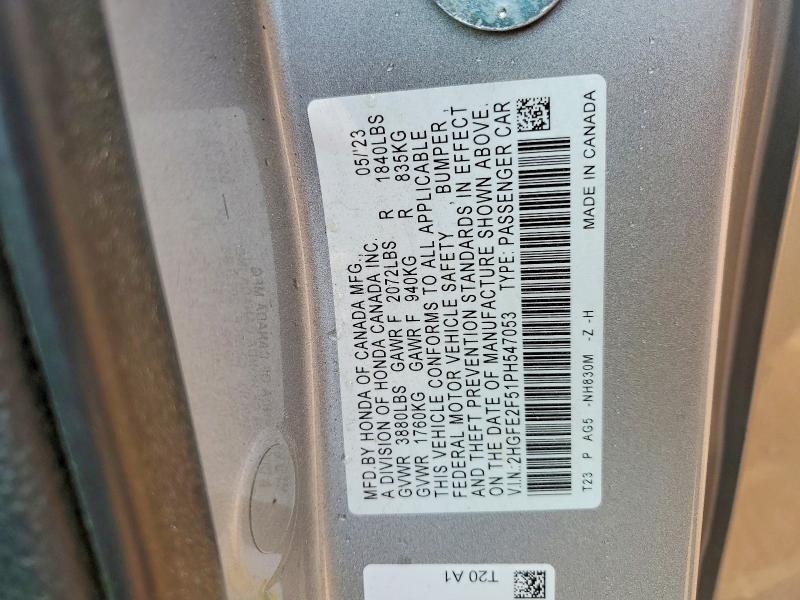 MFD.BY HONDA OF CANADA MFG., 05/'23
A DIVISION OF HONDA CANADA INC.
GVWR 3880LBS GAWR F 2072LBS R 1840LBS
GVWR 1760KG GAWR F 940KG R 835KG
THIS VEHICLE CONFORMS TO ALL APPLICABLE
FEDERAL MOTOR VEHICLE SAFETY , BUMPER,
AND THEFT PREVENTION STANDARDS IN EFFECT
ON THE DATE OF MANUFACTURE SHOWN ABOVE.
V.I.N:2HGFE2F51PH547053 TYPE: PASSENGER CAR
T23 P AG5 -NH830M -Z -H MADE IN CANADA
T20 A1